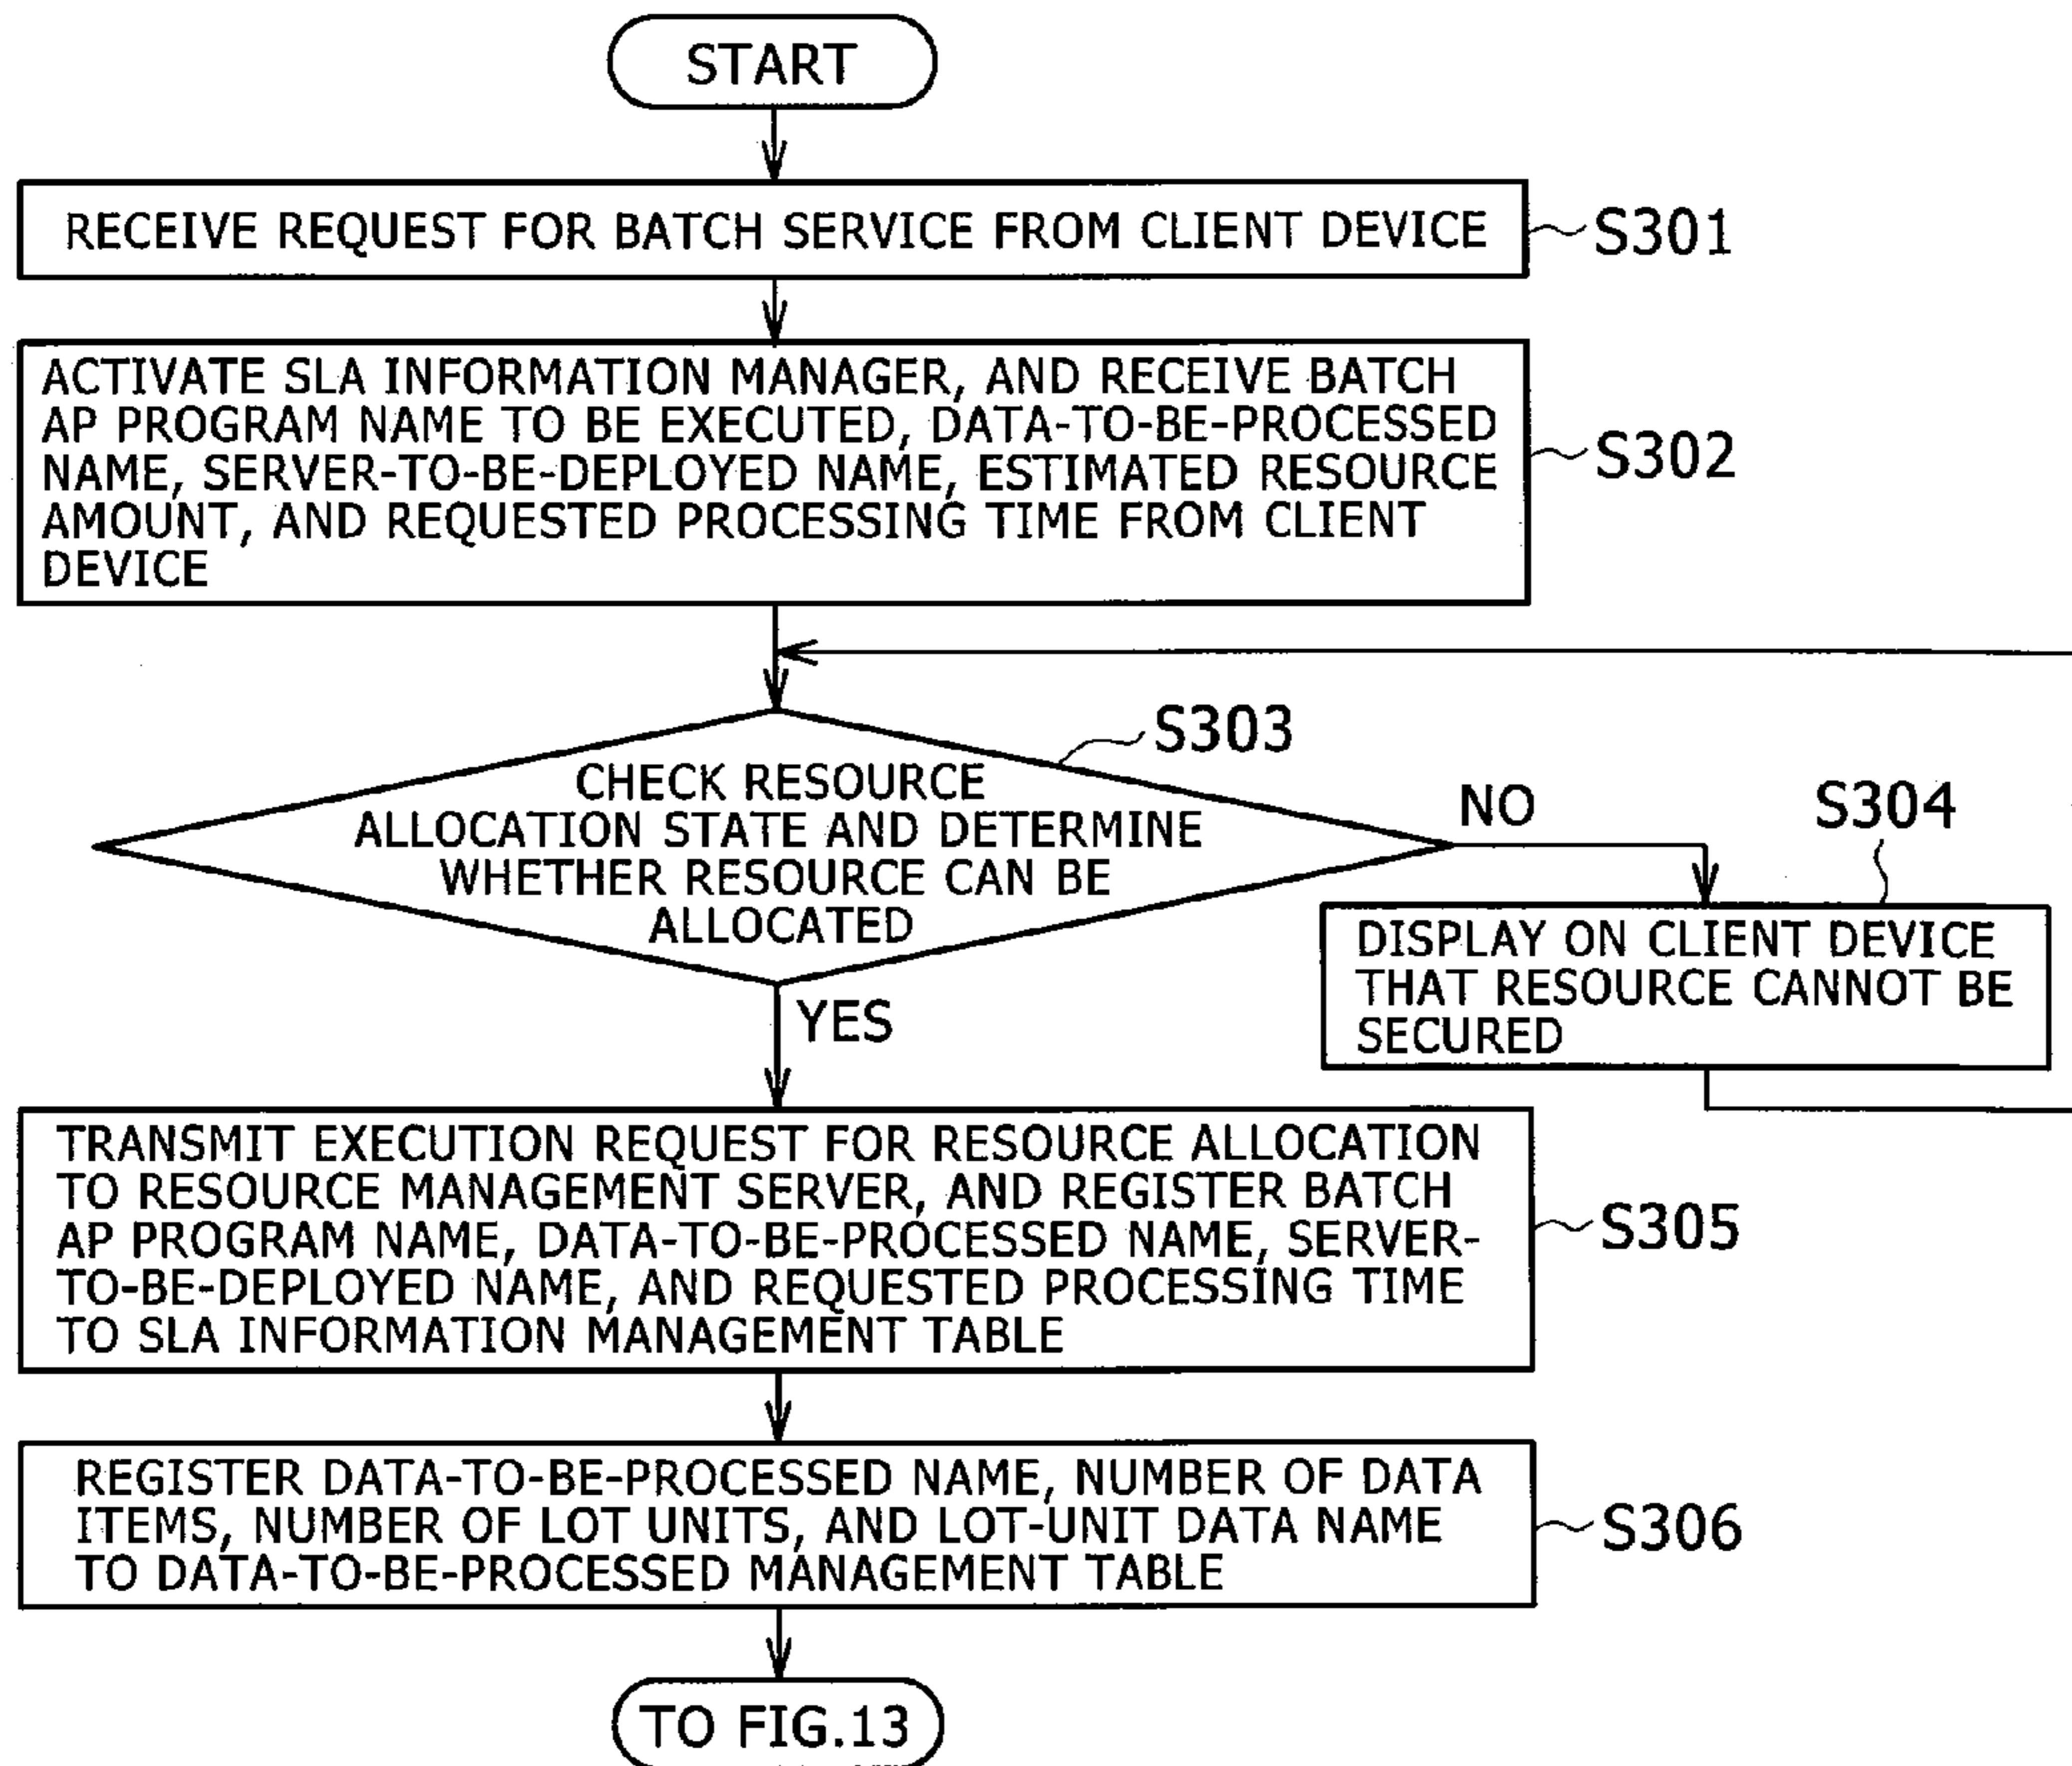 START
RECEIVE REQUEST FOR BATCH SERVICE FROM CLIENT DEVICE
S301
ACTIVATE SLA INFORMATION MANAGER, AND RECEIVE BATCH
AP PROGRAM NAME TO BE EXECUTED, DATA-TO-BE-PROCESSED
NAME, SERVER-TO-BE-DEPLOYED NAME, ESTIMATED RESOURCE
AMOUNT, AND REQUESTED PROCESSING TIME FROM CLIENT
DEVICE
S302
S303
CHECK RESOURCE
ALLOCATION STATE AND DETERMINE
WHETHER RESOURCE CAN BE
ALLOCATED
NO
S304
DISPLAY ON CLIENT DEVICE
THAT RESOURCE CANNOT BE
SECURED
YES
TRANSMIT EXECUTION REQUEST FOR RESOURCE ALLOCATION
TO RESOURCE MANAGEMENT SERVER, AND REGISTER BATCH
AP PROGRAM NAME, DATA-TO-BE-PROCESSED NAME, SERVER-
TO-BE-DEPLOYED NAME, AND REQUESTED PROCESSING TIME
TO SLA INFORMATION MANAGEMENT TABLE
S305
REGISTER DATA-TO-BE-PROCESSED NAME, NUMBER OF DATA
ITEMS, NUMBER OF LOT UNITS, AND LOT-UNIT DATA NAME
TO DATA-TO-BE-PROCESSED MANAGEMENT TABLE
S306
TO FIG.13